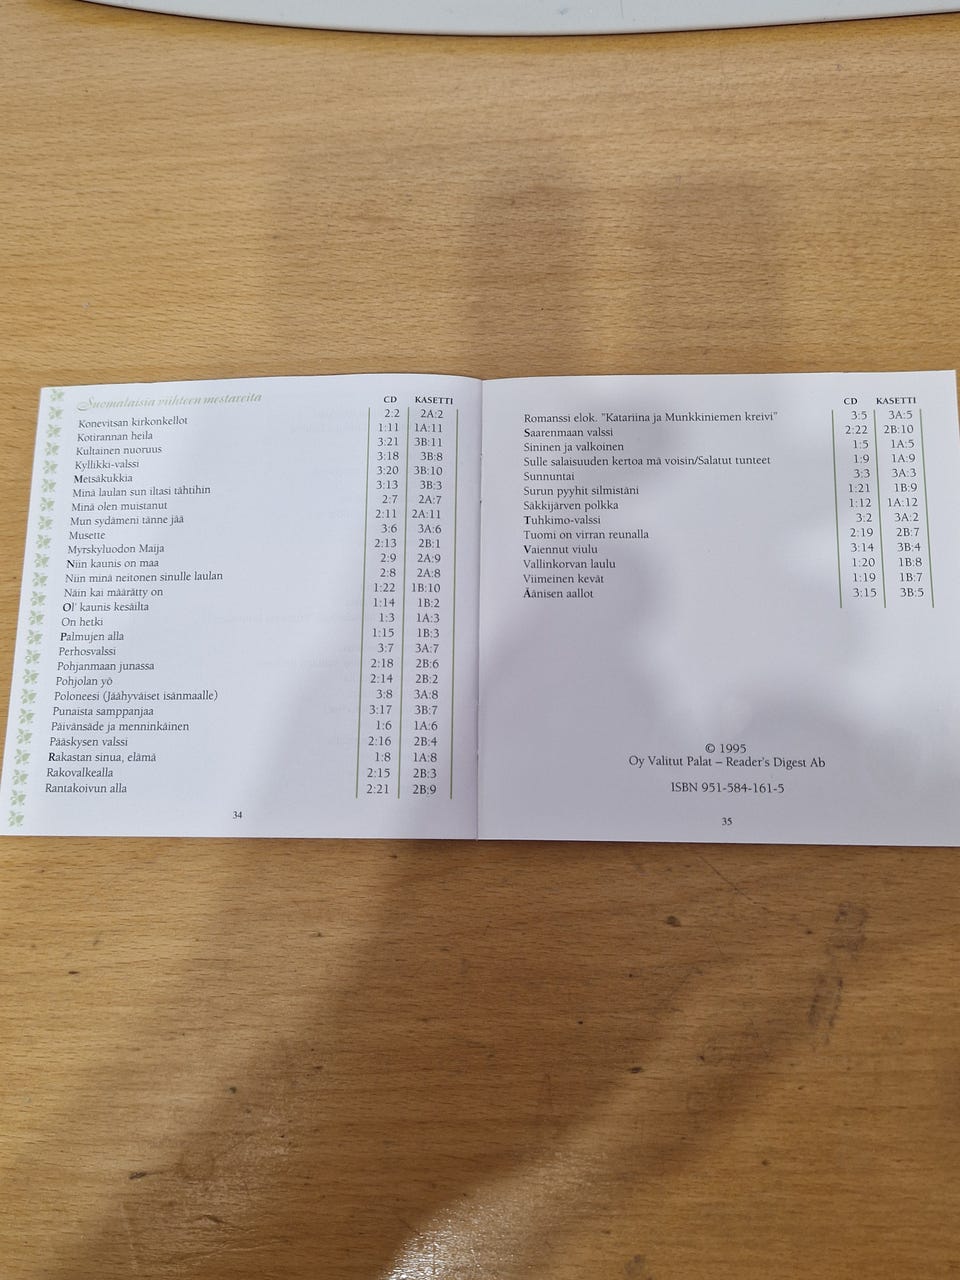 Suomalaisia viihteen mestareita CD KASETTI
Konevitsan kirkonkellot 2:2 2A:2
Kotirannan heila 1:11 1A:11
Kultainen nuoruus 3:21 3B:11
Kyllikki-valssi 3:18 3B:8
Metsäkukkia 3:20 3B:10
Minä laulan sun iltasi tähtihin 3:13 3B:3
Minä olen muistanut 2:7 2A:7
Mun sydämeni tänne jää 2:11 2A:11
Musette 3:6 3A:6
Myrskyluodon Maija 2:13 2B:1
Niin kaunis on maa 2:9 2A:9
Niin minä neitonen sinulle laulan 2:8 2A:8
Näin kai määrätty on 1:22 1B:10
Ol' kaunis kesäilta 1:14 1B:2
On hetki 1:3 1A:3
Palmujen alla 1:15 1B:3
Perhosvalssi 3:7 3A:7
Pohjanmaan junassa 2:18 2B:6
Pohjolan yö 2:14 2B:2
Poloneesi (Jäähyväiset isänmaalle) 3:8 3A:8
Punaista samppanjaa 3:17 3B:7
Päivänsäde ja menninkäinen 1:6 1A:6
Pääskysen valssi 2:16 2B:4
Rakastan sinua, elämä 1:8 1A:8
Rakovalkealla 2:15 2B:3
Rantakoivun alla 2:21 2B:9
34
CD KASETTI
Romanssi elok. "Katariina ja Munkkiniemen kreivi" 3:5 3A:5
Saarenmaan valssi 2:22 2B:10
Sininen ja valkoinen 1:5 1A:5
Sulle salaisuuden kertoa mä voisin/Salatut tunteet 1:9 1A:9
Sunnuntai 3:3 3A:3
Surun pyyhit silmistäni 1:21 1B:9
Säkkijärven polkka 1:12 1A:12
Tuhkimo-valssi 3:2 3A:2
Tuomi on virran reunalla 2:19 2B:7
Vaiennut viulu 3:14 3B:4
Vallinkorvan laulu 1:20 1B:8
Viimeinen kevät 1:19 1B:7
Äänisen aallot 3:15 3B:5
© 1995
Oy Valitut Palat – Reader's Digest Ab
ISBN 951-584-161-5
35